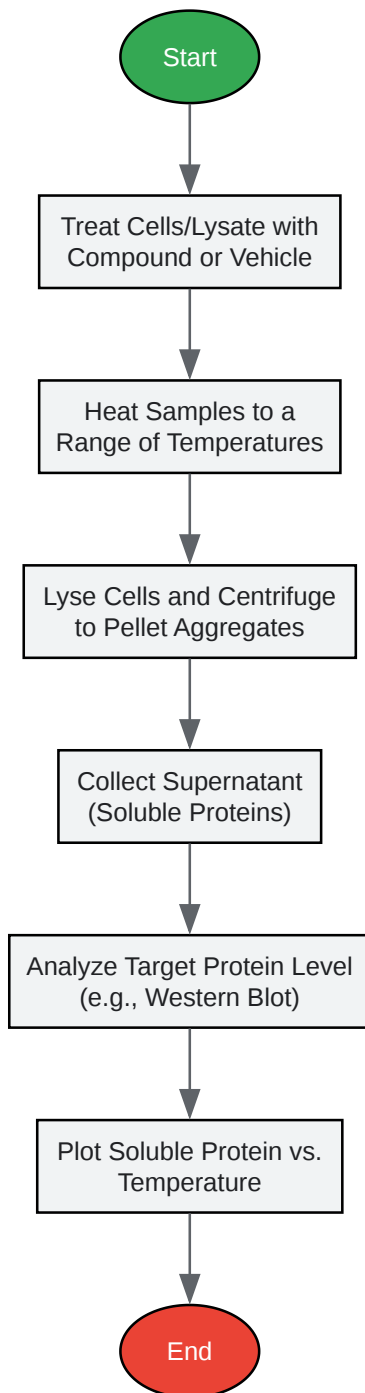 Start
Treat Cells/Lysate with
Compound or Vehicle
Heat Samples to a
Range of Temperatures
Lyse Cells and Centrifuge
to Pellet Aggregates
Collect Supernatant
(Soluble Proteins)
Analyze Target Protein Level
(e.g., Western Blot)
Plot Soluble Protein vs.
Temperature
End